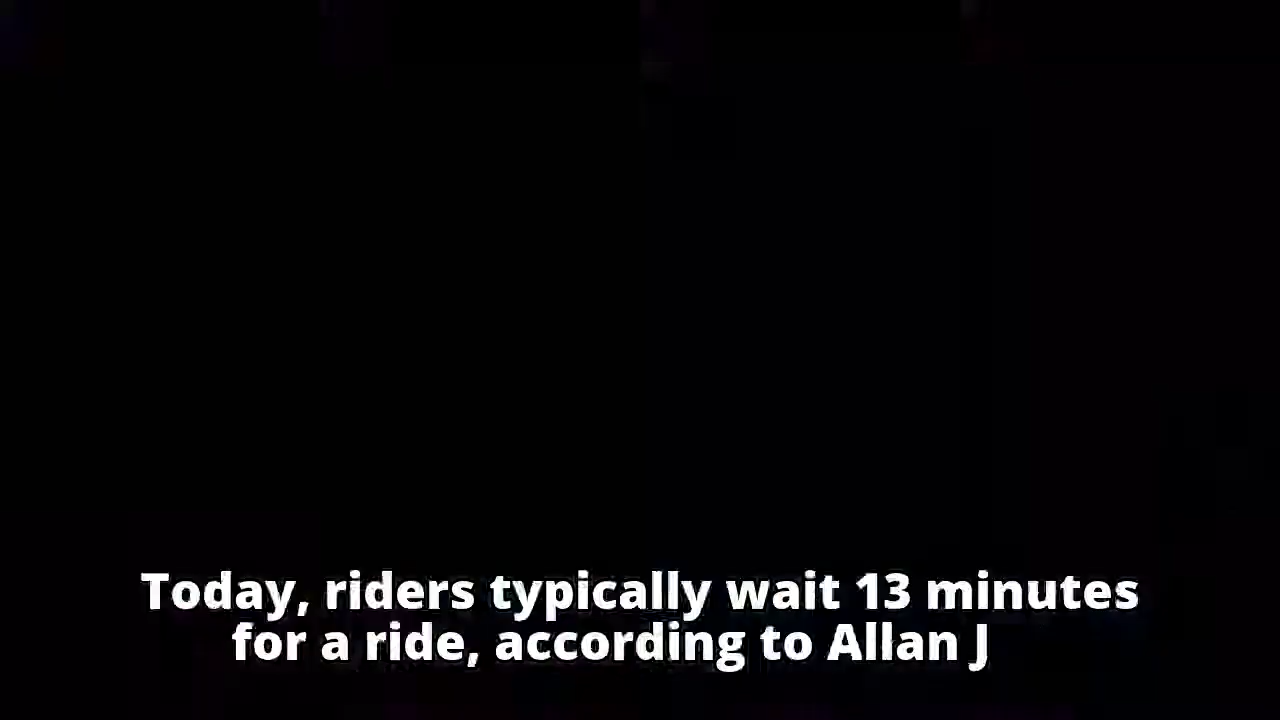 Today, riders typically wait 13 minutes
for a ride, according to Allan J